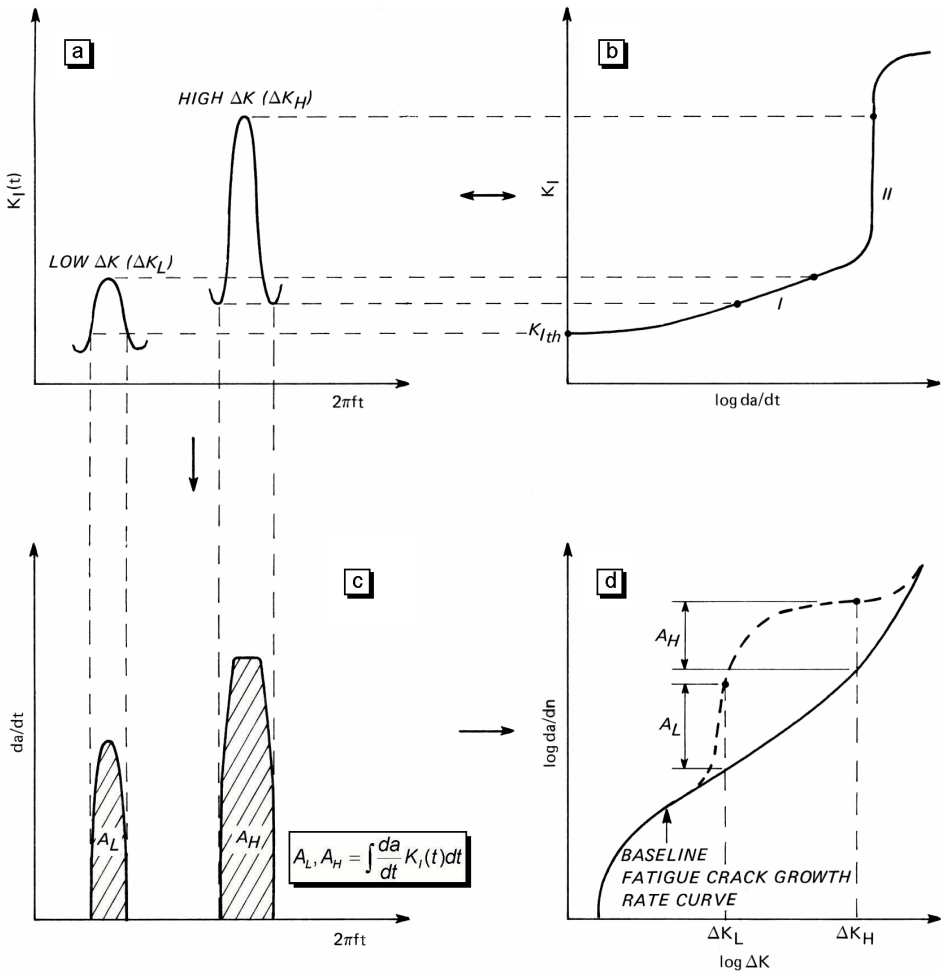 a
HIGH ΔK (ΔK_H)
LOW ΔK (ΔK_L)
K_I(t)
2πft
b
K_I
II
I
K_Ith
log da/dt
c
da/dt
A_L
A_H
A_L, A_H = ∫ da/dt K_I(t)dt
2πft
d
log da/dn
A_H
A_L
BASELINE
FATIGUE CRACK GROWTH
RATE CURVE
ΔK_L
ΔK_H
log ΔK